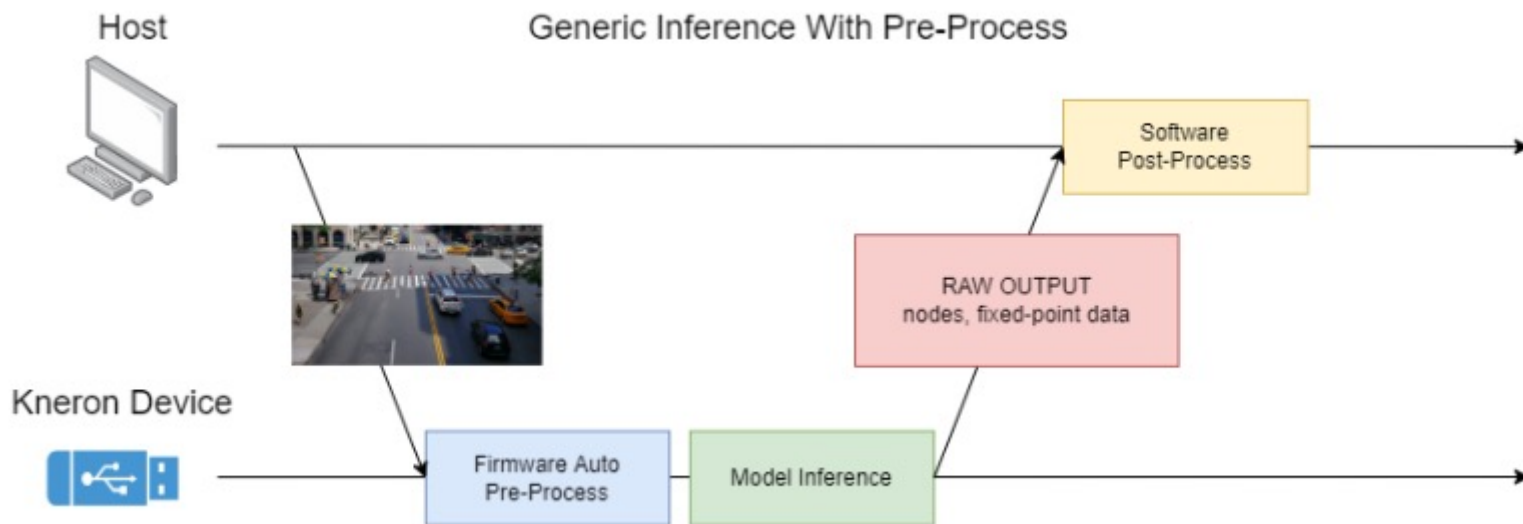 Host
Generic Inference With Pre-Process
Software
Post-Process
RAW OUTPUT
nodes, fixed-point data
Kneron Device
Firmware Auto
Pre-Process
Model Inference